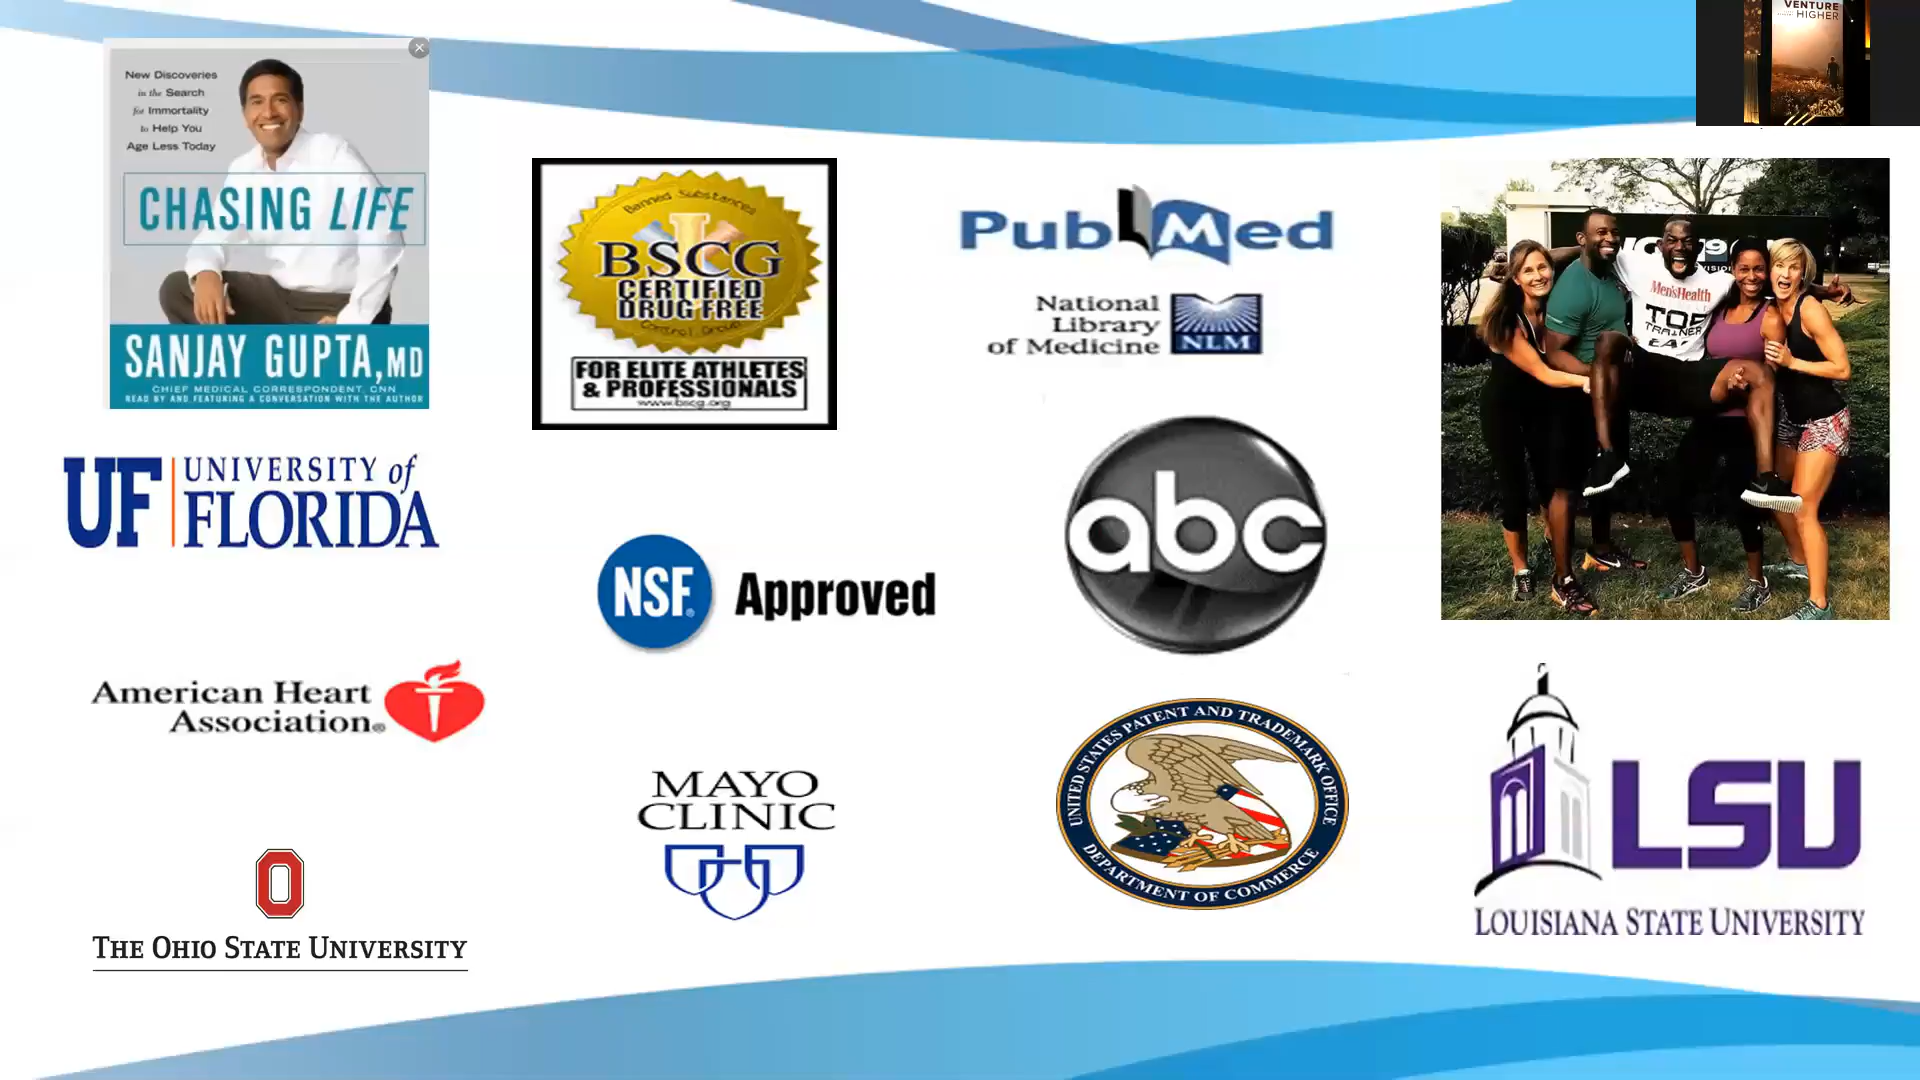 VENTURE
HIGHER
New Discoveries
in the Search
for Immortality
to Help You
Age Less Today
CHASING LIFE
SANJAY GUPTA, MD
CHIEF MEDICAL CORRESPONDENT, CNN
READ BY AND FEATURING A CONVERSATION WITH THE AUTHOR
Banned Substances
BSCG
CERTIFIED
DRUG FREE
Control Group
FOR ELITE ATHLETES
& PROFESSIONALS
www.bscg.org
PubMed
National
Library
of Medicine
NLM
Men'sHealth
TOP
TRAINER
UF UNIVERSITY of
FLORIDA
NSF®
Approved
abc
American Heart
Association®
MAYO
CLINIC
UNITED STATES PATENT AND TRADEMARK OFFICE
DEPARTMENT OF COMMERCE
LSU
LOUISIANA STATE UNIVERSITY
O
THE OHIO STATE UNIVERSITY